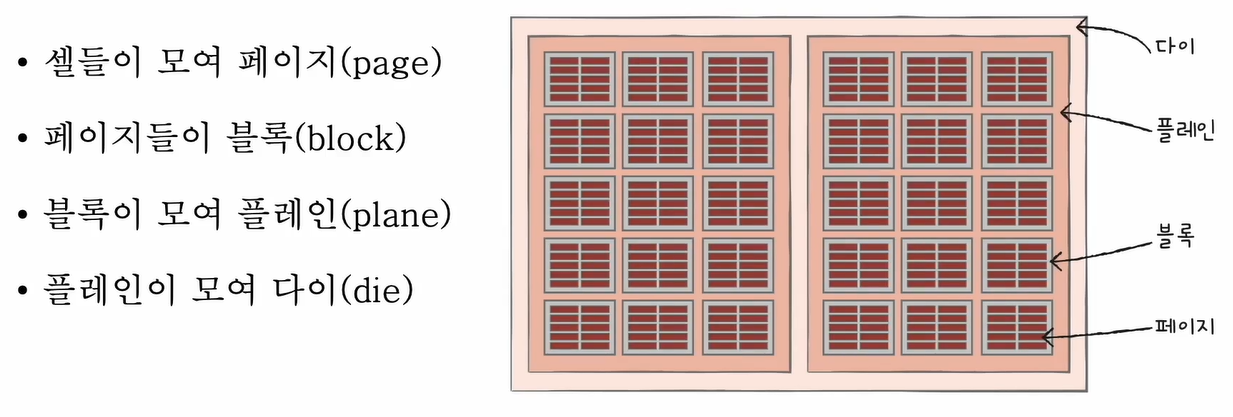 • 셀들이 모여 페이지(page)
• 페이지들이 블록(block)
• 블록이 모여 플레인(plane)
• 플레인이 모여 다이(die)
다이
플레인
블록
페이지